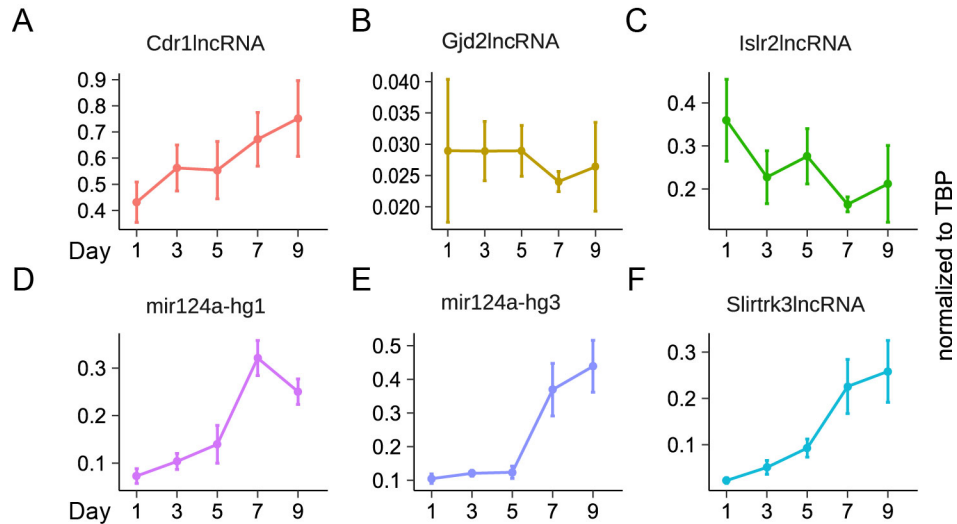 A
Cdr1lncRNA
0.9
0.8
0.7
0.6
0.5
0.4
Day 1 3 5 7 9
B
Gjd2lncRNA
0.040
0.035
0.030
0.025
0.020
1 3 5 7 9
C
Islr2lncRNA
0.4
0.3
0.2
1 3 5 7 9
D
mir124a-hg1
0.3
0.2
0.1
Day 1 3 5 7 9
E
mir124a-hg3
0.5
0.4
0.3
0.2
0.1
1 3 5 7 9
F
Slirtrk3lncRNA
0.3
0.2
0.1
1 3 5 7 9
normalized to TBP